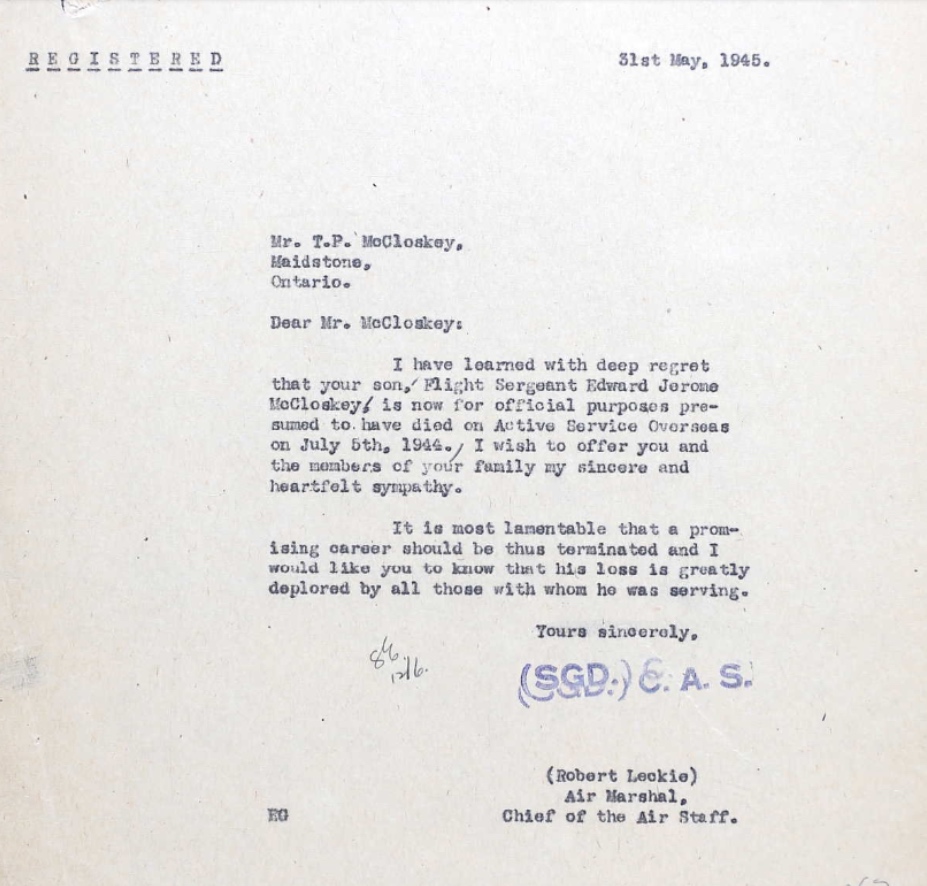 REGISTERED
31st May, 1945.
Mr. T.P. McCloskey,
Maidstone,
Ontario.
Dear Mr. McCloskey:
I have learned with deep regret
that your son, Flight Sergeant Edward Jerome
McCloskey, is now for official purposes pre-
sumed to have died on Active Service Overseas
on July 5th, 1944. I wish to offer you and
the members of your family my sincere and
heartfelt sympathy.
It is most lamentable that a prom-
ising career should be thus terminated and I
would like you to know that his loss is greatly
deplored by all those with whom he was serving.
Yours sincerely,
(SGD.) C. A. S.
(Robert Leckie)
Air Marshal,
EG
Chief of the Air Staff.